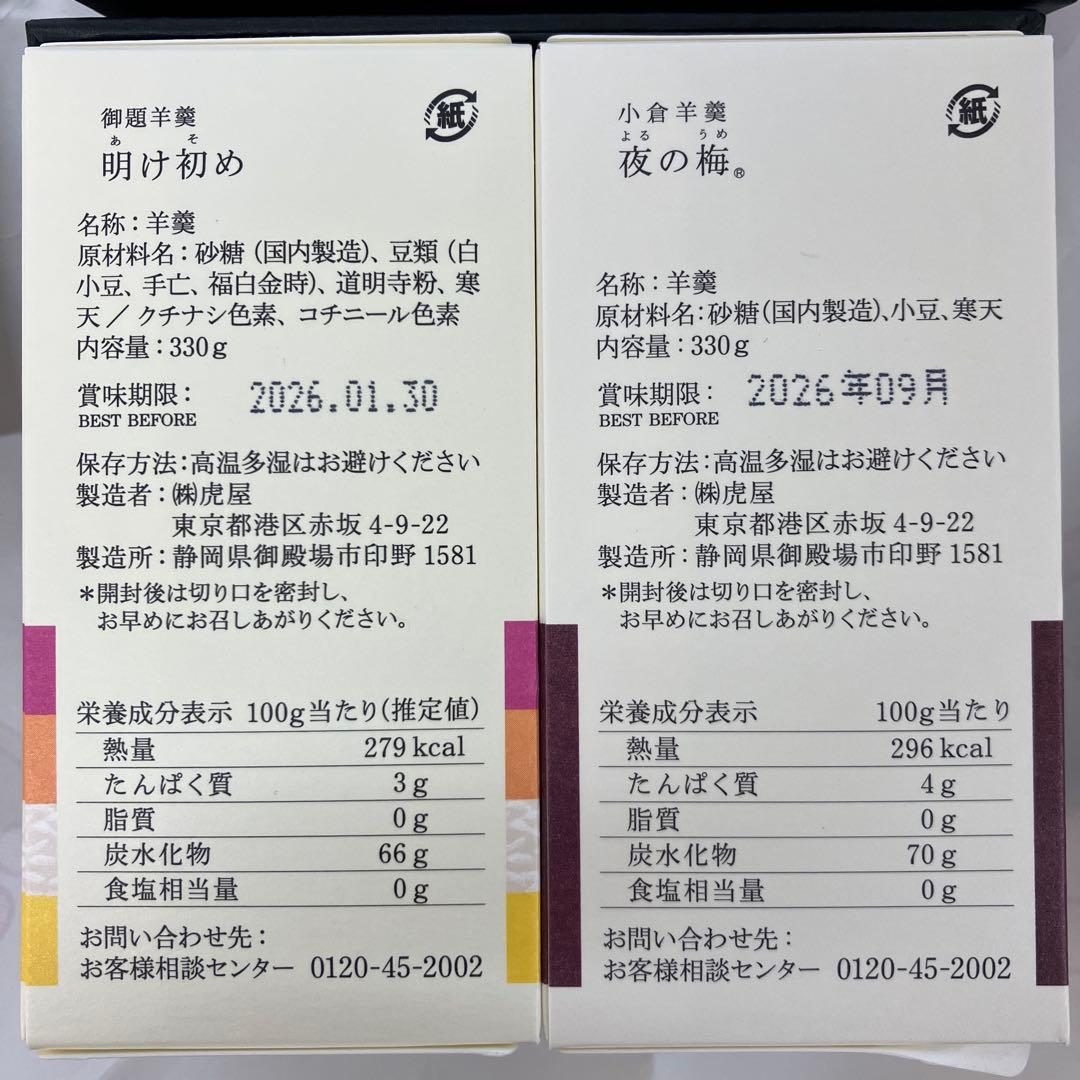 紙
御題羊羹
あ そ
明け初め
名称：羊羹
原材料名：砂糖（国内製造）、豆類（白
小豆、手亡、福白金時）、道明寺粉、寒
天／クチナシ色素、コチニール色素
内容量：330g
賞味期限：
BEST BEFORE
2026.01.30
保存方法：高温多湿はお避けください
製造者：㈱虎屋
東京都港区赤坂 4-9-22
製造所：静岡県御殿場市印野 1581
＊開封後は切り口を密封し、
お早めにお召しあがりください。
栄養成分表示 100g当たり（推定値）
熱量 279 kcal
たんぱく質 3 g
脂質 0 g
炭水化物 66 g
食塩相当量 0 g
お問い合わせ先：
お客様相談センター 0120-45-2002
紙
小倉羊羹
よる うめ
夜の梅®
名称：羊羹
原材料名：砂糖（国内製造）、小豆、寒天
内容量：330g
賞味期限：
BEST BEFORE
2026年09月
保存方法：高温多湿はお避けください
製造者：㈱虎屋
東京都港区赤坂 4-9-22
製造所：静岡県御殿場市印野 1581
＊開封後は切り口を密封し、
お早めにお召しあがりください。
栄養成分表示 100g当たり
熱量 296 kcal
たんぱく質 4 g
脂質 0 g
炭水化物 70 g
食塩相当量 0 g
お問い合わせ先：
お客様相談センター 0120-45-2002